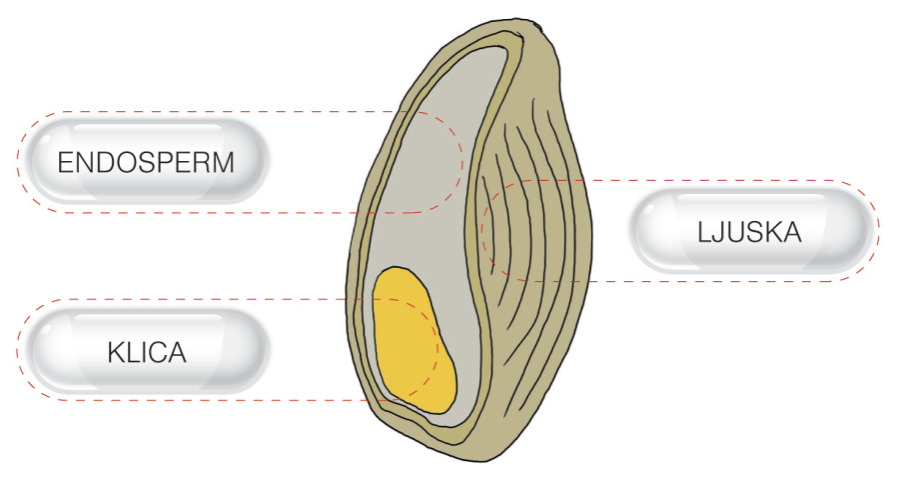 ENDOSPERM
LJUSKA
KLICA